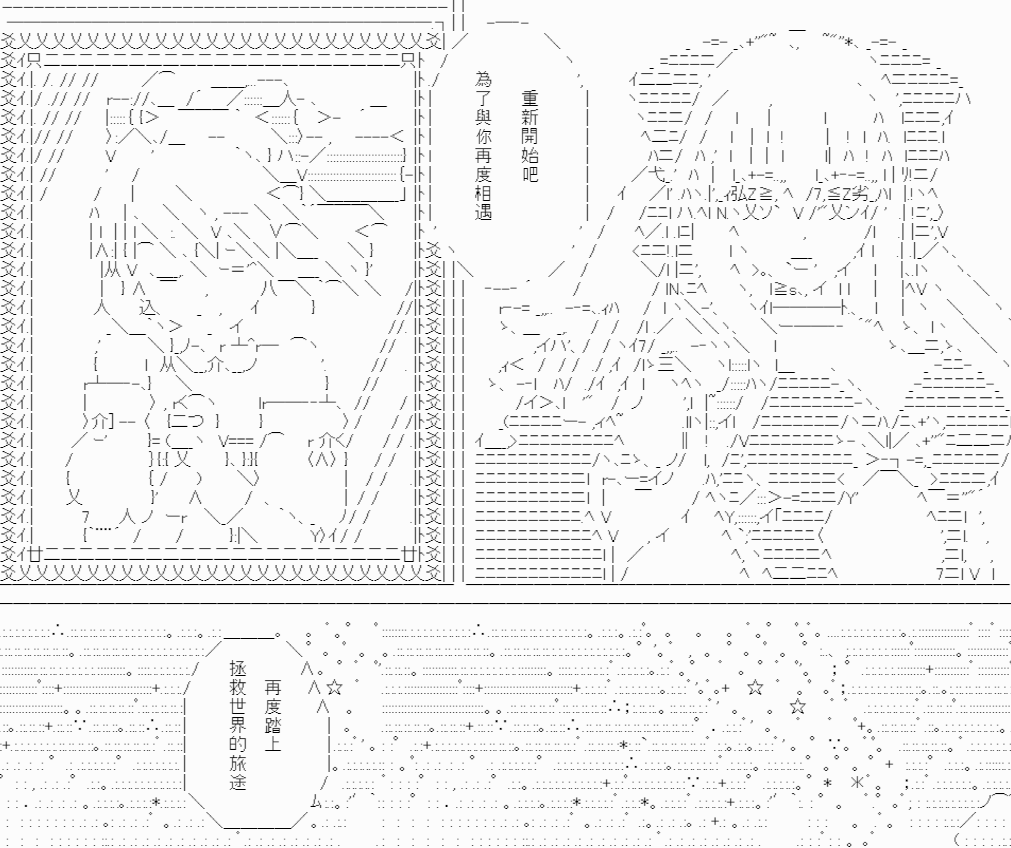 重新開始吧
為了與你再度相遇
再度踏上
拯救世界的旅途